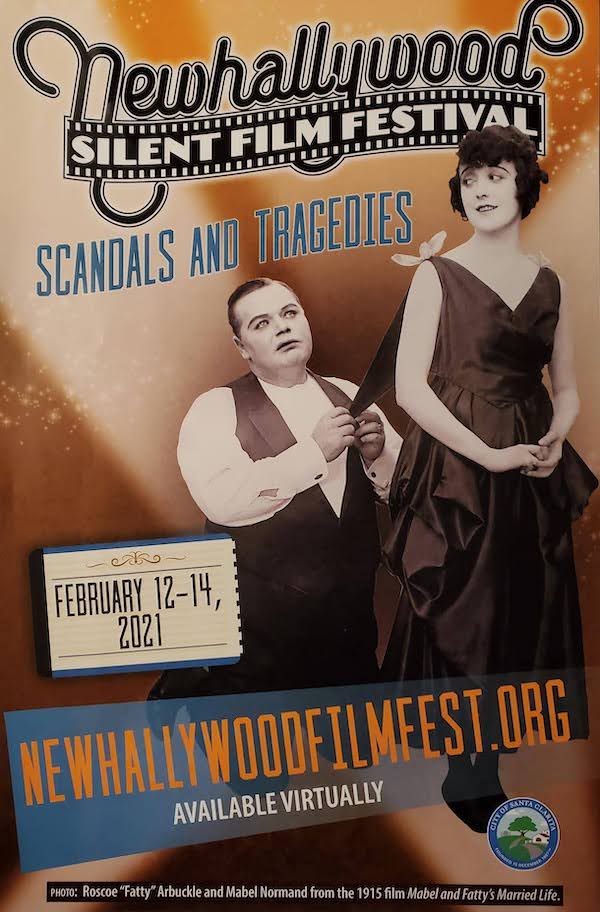 Newhallywood
SILENT FILM FESTIVAL
SCANDALS AND TRAGEDIES
FEBRUARY 12-14,
2021
NEWHALLYWOODFILMFEST.ORG
AVAILABLE VIRTUALLY
CITY OF SANTA CLARITA
PHOTO: Roscoe "Fatty" Arbuckle and Mabel Normand from the 1915 film Mabel and Fatty's Married Life.